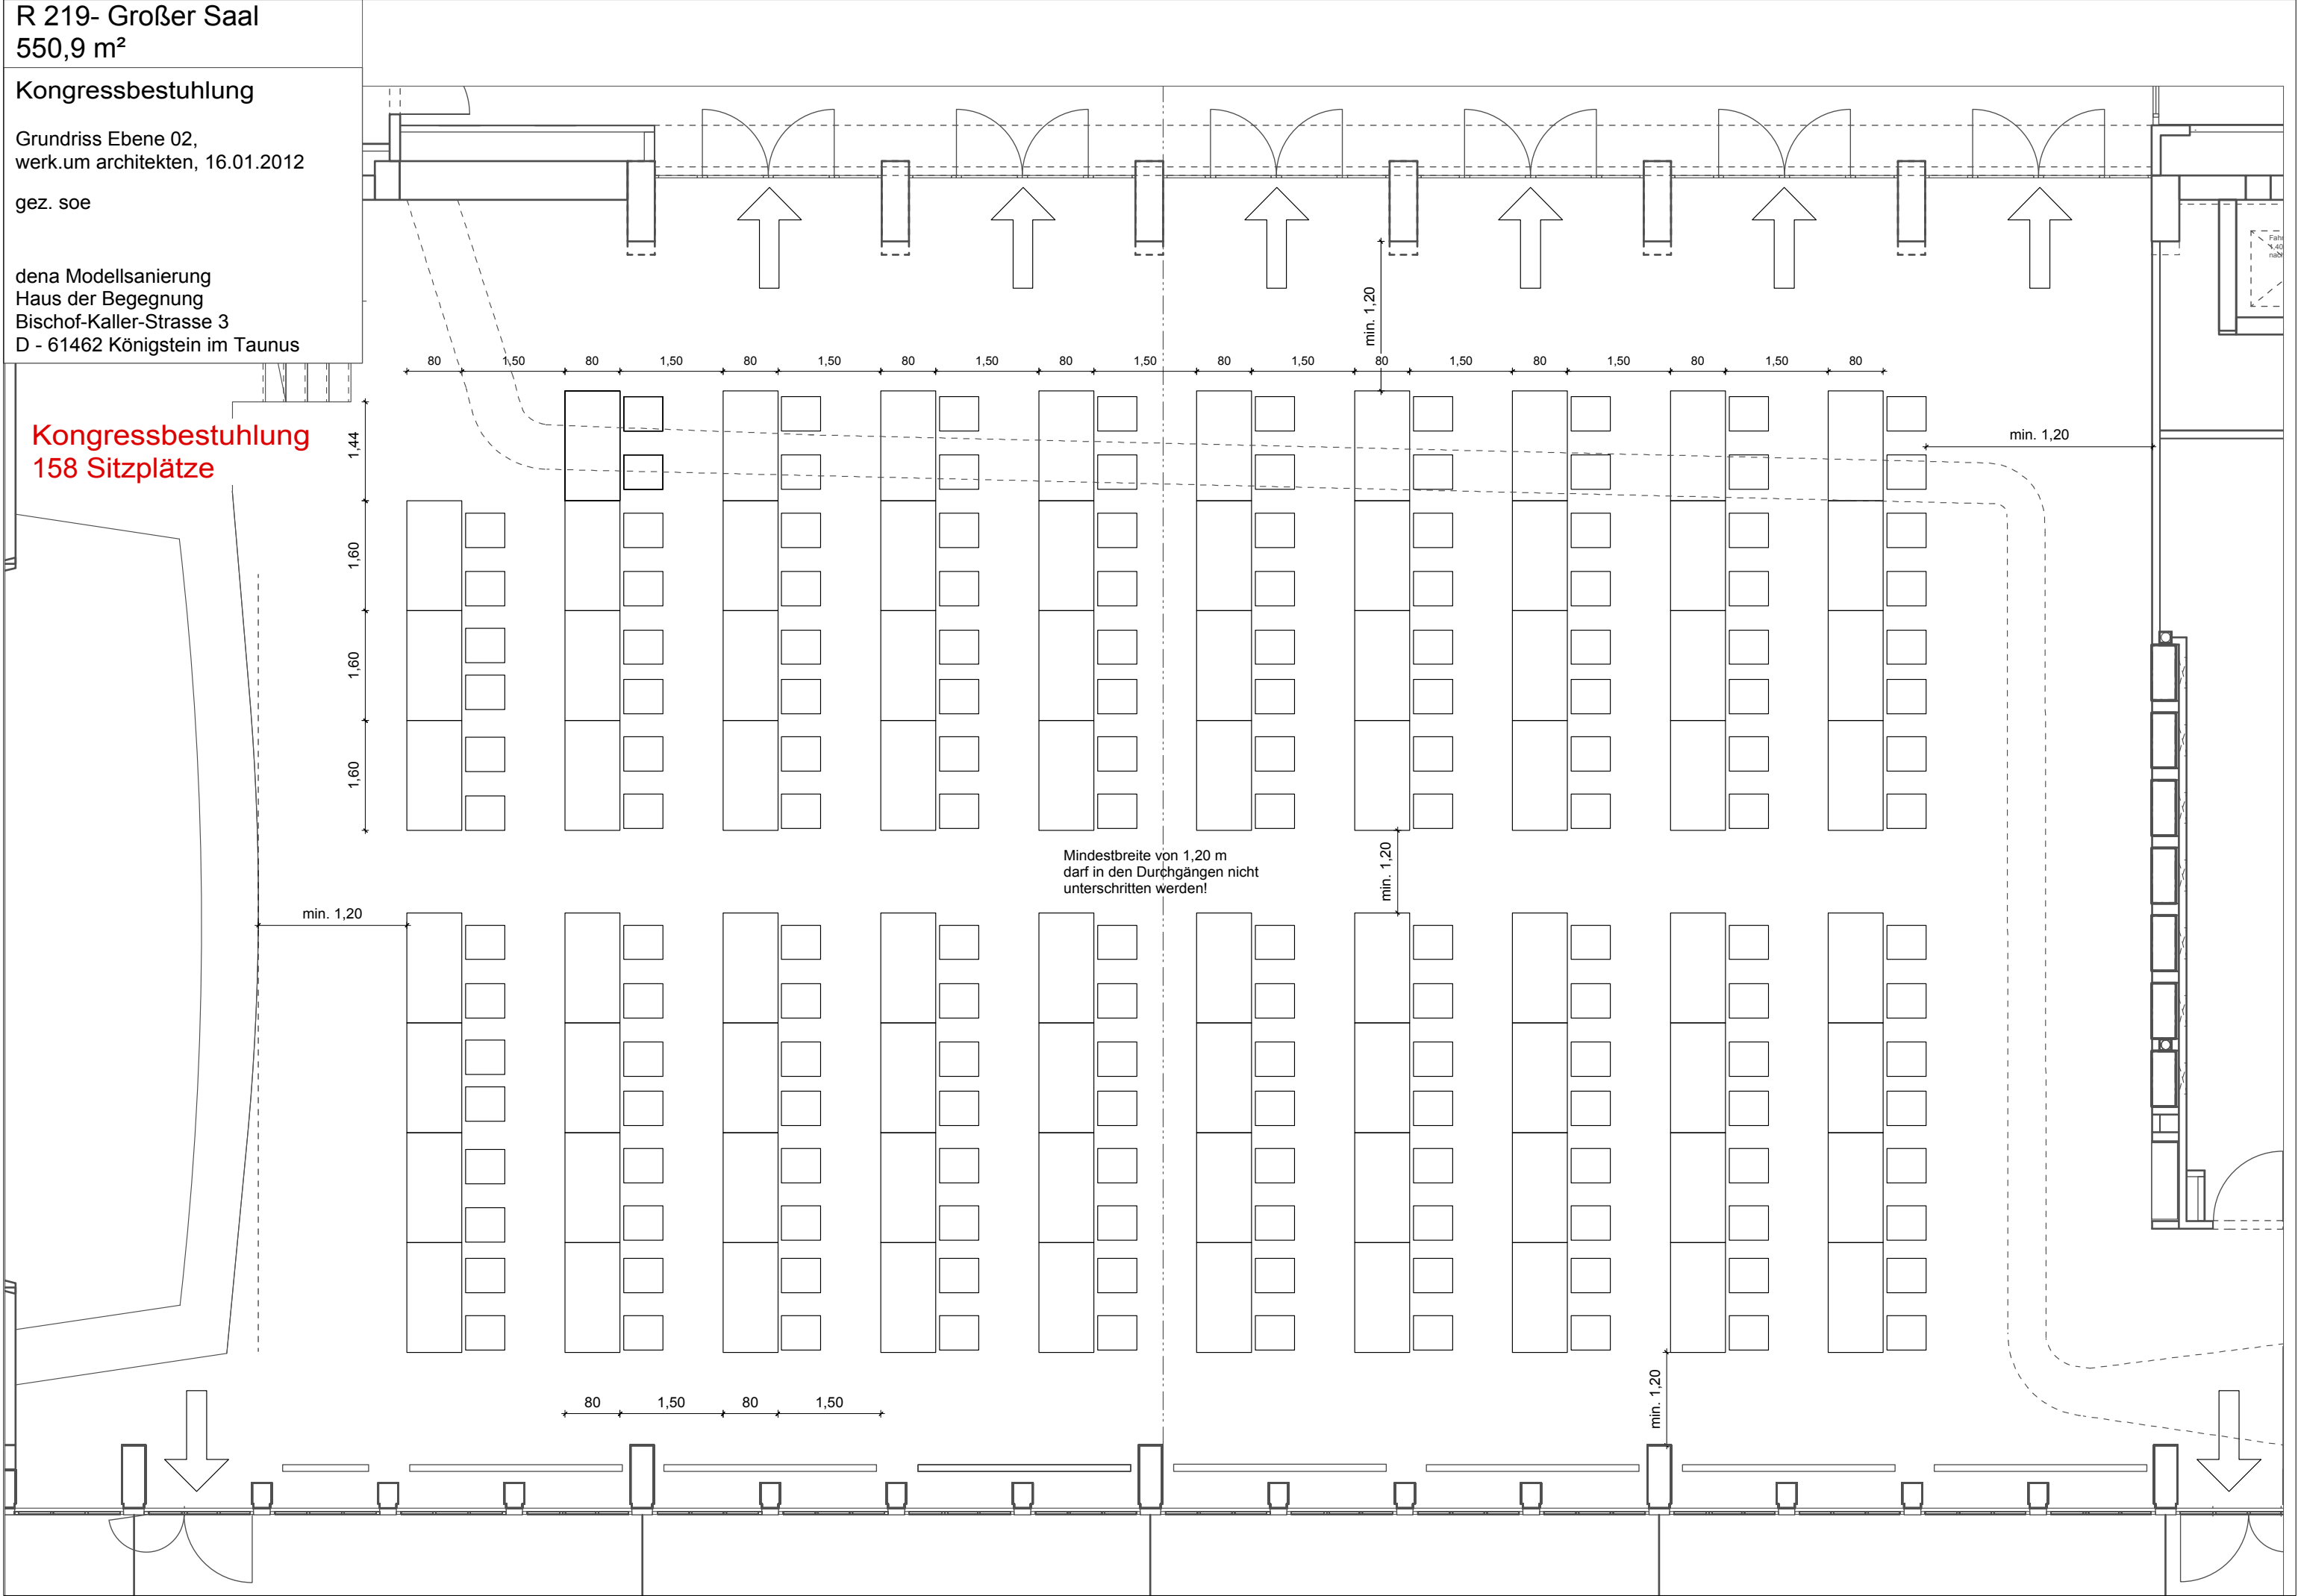 R 219- Großer Saal
550,9 m²
Kongressbestuhlung
Grundriss Ebene 02,
werk.um architekten, 16.01.2012
gez. soe
dena Modellsanierung
Haus der Begegnung
Bischof-Kaller-Strasse 3
D - 61462 Königstein im Taunus
Kongressbestuhlung
158 Sitzplätze
min. 1,20
80 1,50 80 1,50 80 1,50 80 1,50 80 1,50 80 1,50 80 1,50 80 1,50 80 1,50 80
min. 1,20
1,44
1,60
1,60
1,60
Mindestbreite von 1,20 m
darf in den Durchgängen nicht
unterschritten werden!
min. 1,20
min. 1,20
80 1,50 80 1,50
min. 1,20